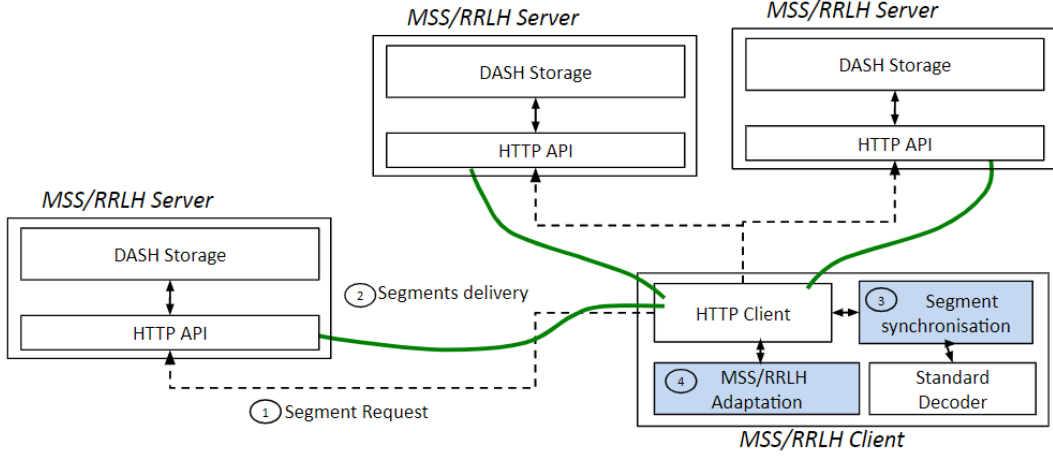 MSS/RRLH Server
DASH Storage
HTTP API
MSS/RRLH Server
DASH Storage
HTTP API
MSS/RRLH Server
DASH Storage
HTTP API
2 Segments delivery
1 Segment Request
HTTP Client
3 Segment
synchronisation
4 MSS/RRLH
Adaptation
Standard
Decoder
MSS/RRLH Client